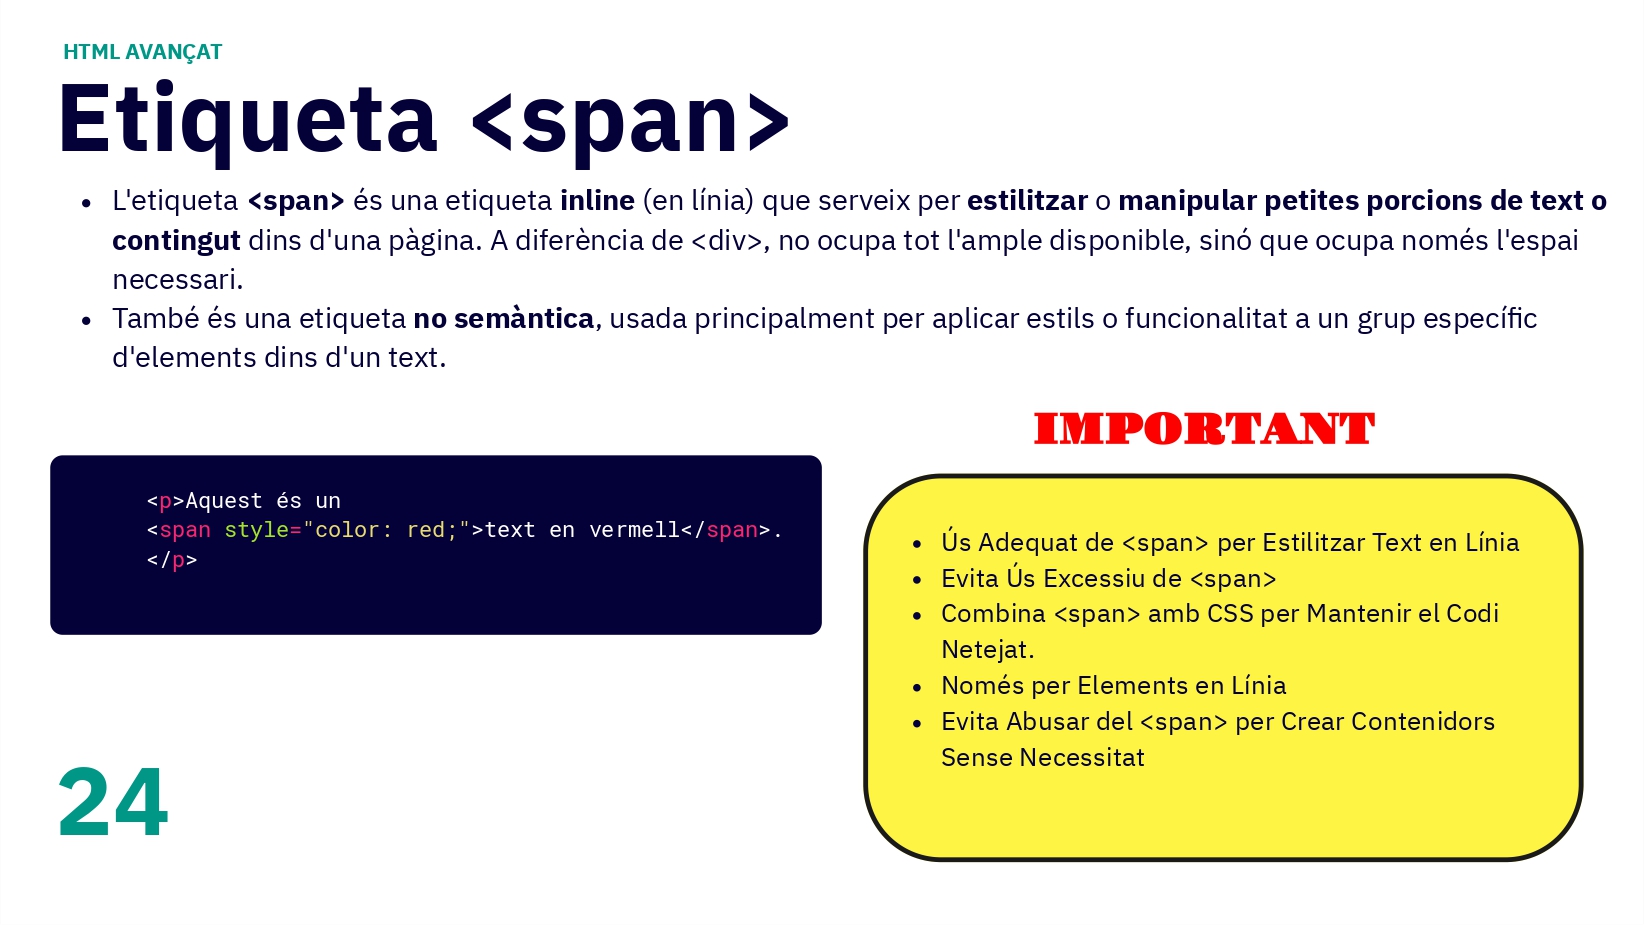 HTML AVANÇAT
Etiqueta <span>
• L'etiqueta <span> és una etiqueta inline (en línia) que serveix per estilitzar o manipular petites porcions de text o
contingut dins d'una pàgina. A diferència de <div>, no ocupa tot l'ample disponible, sinó que ocupa només l'espai
necessari.
• També és una etiqueta no semàntica, usada principalment per aplicar estils o funcionalitat a un grup específic
d'elements dins d'un text.
<p>Aquest és un
<span style="color: red;">text en vermell</span>.
</p>
IMPORTANT
• Ús Adequat de <span> per Estilitzar Text en Línia
• Evita Ús Excessiu de <span>
• Combina <span> amb CSS per Mantenir el Codi
Netejat.
• Només per Elements en Línia
• Evita Abusar del <span> per Crear Contenidors
Sense Necessitat
24